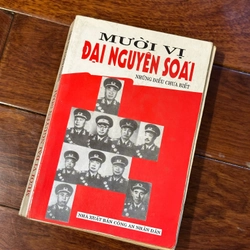 MƯỜI VỊ
ĐẠI NGUYÊN SOÁI
NHỮNG ĐIỀU CHƯA BIẾT
NHÀ XUẤT BẢN CÔNG AN NHÂN DÂN